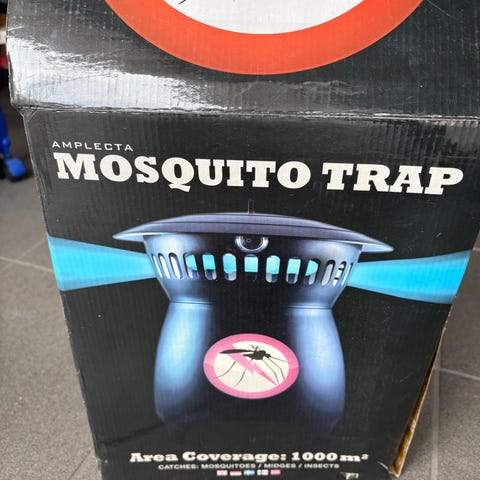 AMPLECTA
MOSQUITO TRAP
Area Coverage: 1000 m²
CATCHES: MOSQUITOES / MIDGES / INSECTS